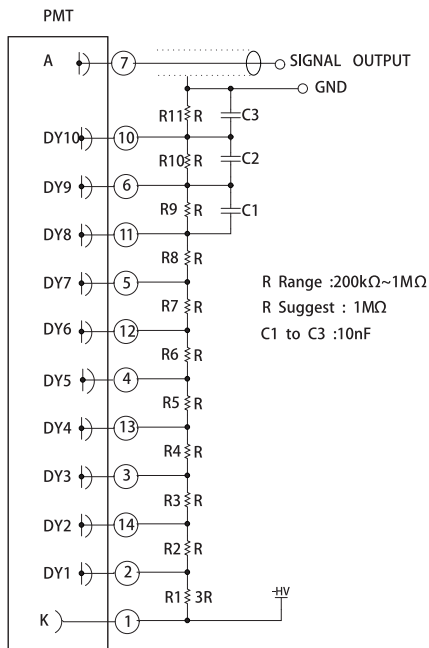 PMT
A 7 SIGNAL OUTPUT
GND
R11 R C3
DY10 10
R10 R C2
DY9 6
R9 R C1
DY8 11
R8 R
DY7 5
R Range :200kΩ~1MΩ
R7 R
R Suggest : 1MΩ
DY6 12
C1 to C3 :10nF
R6 R
DY5 4
R5 R
DY4 13
R4 R
DY3 3
R3 R
DY2 14
R2 R
DY1 2
R1 3R -HV
K 1